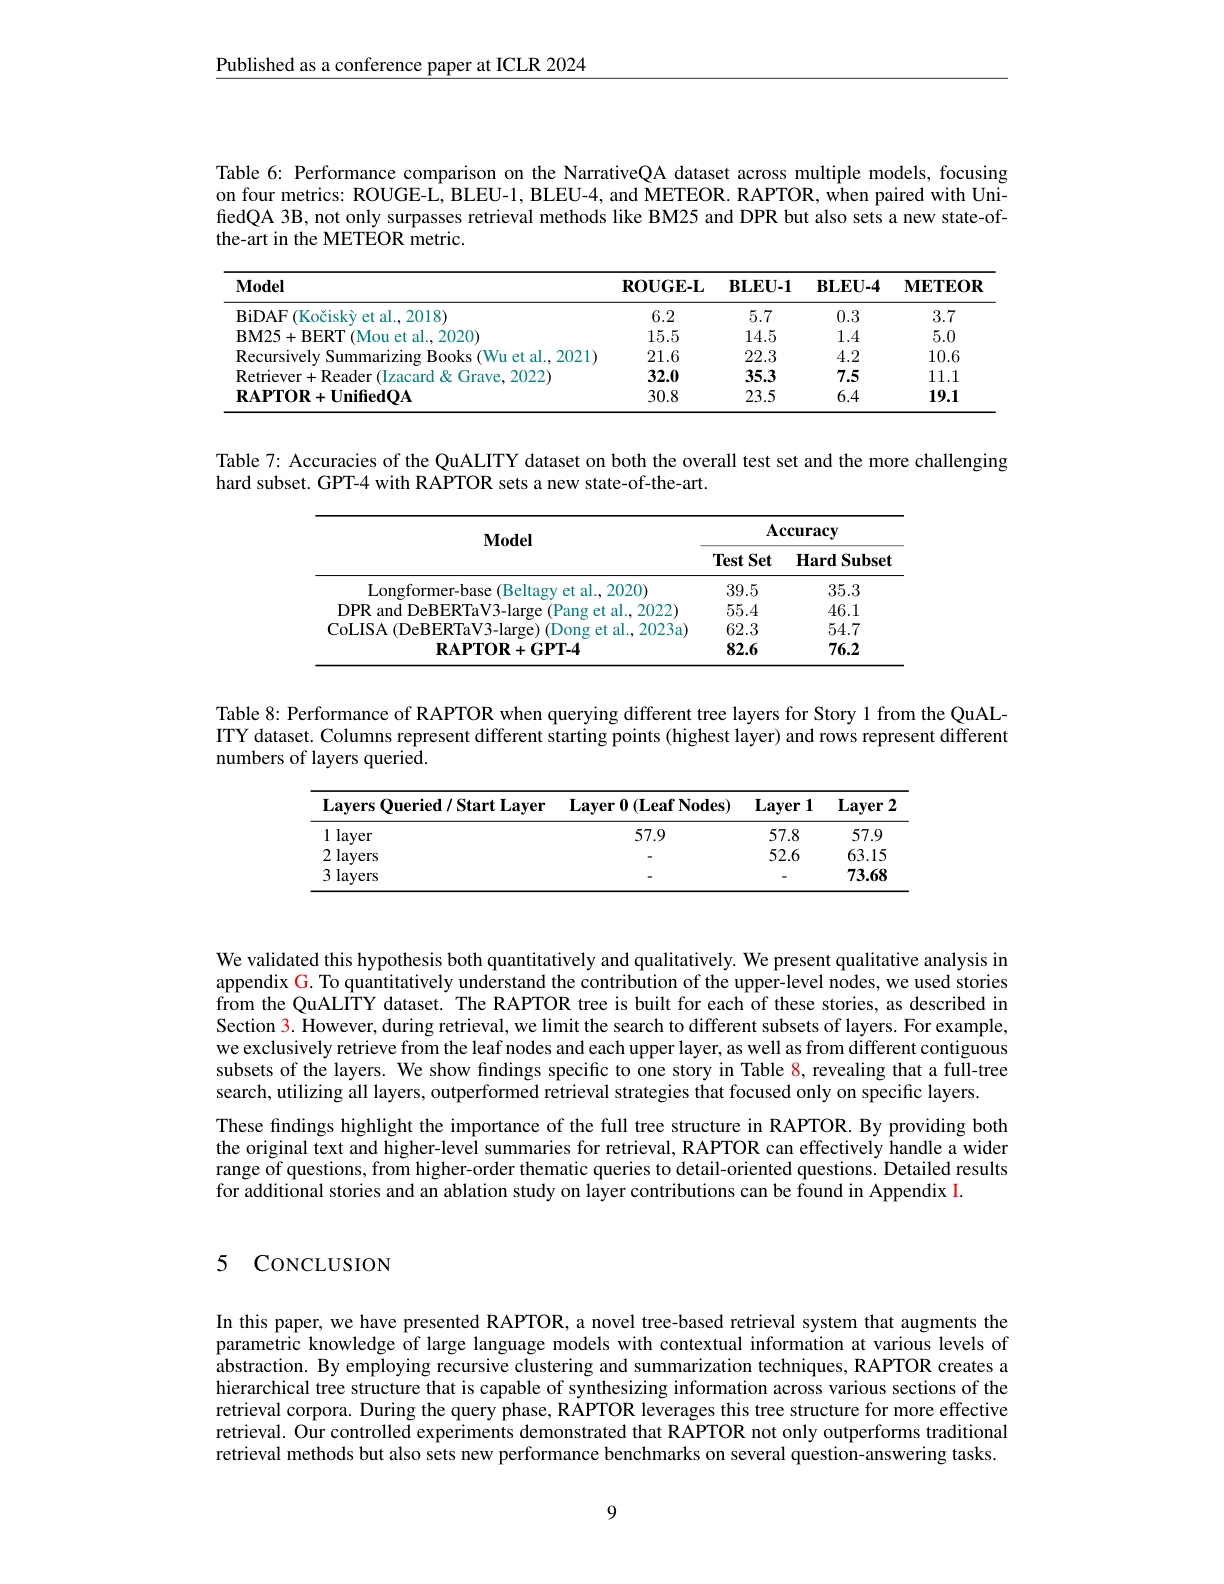 Published as a conference paper at ICLR 2024
Table 6: Performance comparison on the NarrativeQA dataset across multiple models, focusing
on four metrics: ROUGE-L, BLEU-1, BLEU-4, and METEOR. RAPTOR, when paired with Uni-
fiedQA 3B, not only surpasses retrieval methods like BM25 and DPR but also sets a new state-of-
the-art in the METEOR metric.
Model ROUGE-L BLEU-1 BLEU-4 METEOR
BiDAF (Kočiskỳ et al., 2018) 6.2 5.7 0.3 3.7
BM25 + BERT (Mou et al., 2020) 15.5 14.5 1.4 5.0
Recursively Summarizing Books (Wu et al., 2021) 21.6 22.3 4.2 10.6
Retriever + Reader (Izacard & Grave, 2022) 32.0 35.3 7.5 11.1
RAPTOR + UnifiedQA 30.8 23.5 6.4 19.1
Table 7: Accuracies of the QuALITY dataset on both the overall test set and the more challenging
hard subset. GPT-4 with RAPTOR sets a new state-of-the-art.
Model Accuracy
Test Set Hard Subset
Longformer-base (Beltagy et al., 2020) 39.5 35.3
DPR and DeBERTaV3-large (Pang et al., 2022) 55.4 46.1
CoLISA (DeBERTaV3-large) (Dong et al., 2023a) 62.3 54.7
RAPTOR + GPT-4 82.6 76.2
Table 8: Performance of RAPTOR when querying different tree layers for Story 1 from the QuAL-
ITY dataset. Columns represent different starting points (highest layer) and rows represent different
numbers of layers queried.
Layers Queried / Start Layer Layer 0 (Leaf Nodes) Layer 1 Layer 2
1 layer 57.9 57.8 57.9
2 layers - 52.6 63.15
3 layers - - 73.68
We validated this hypothesis both quantitatively and qualitatively. We present qualitative analysis in
appendix G. To quantitatively understand the contribution of the upper-level nodes, we used stories
from the QuALITY dataset. The RAPTOR tree is built for each of these stories, as described in
Section 3. However, during retrieval, we limit the search to different subsets of layers. For example,
we exclusively retrieve from the leaf nodes and each upper layer, as well as from different contiguous
subsets of the layers. We show findings specific to one story in Table 8, revealing that a full-tree
search, utilizing all layers, outperformed retrieval strategies that focused only on specific layers.
These findings highlight the importance of the full tree structure in RAPTOR. By providing both
the original text and higher-level summaries for retrieval, RAPTOR can effectively handle a wider
range of questions, from higher-order thematic queries to detail-oriented questions. Detailed results
for additional stories and an ablation study on layer contributions can be found in Appendix I.
5 CONCLUSION
In this paper, we have presented RAPTOR, a novel tree-based retrieval system that augments the
parametric knowledge of large language models with contextual information at various levels of
abstraction. By employing recursive clustering and summarization techniques, RAPTOR creates a
hierarchical tree structure that is capable of synthesizing information across various sections of the
retrieval corpora. During the query phase, RAPTOR leverages this tree structure for more effective
retrieval. Our controlled experiments demonstrated that RAPTOR not only outperforms traditional
retrieval methods but also sets new performance benchmarks on several question-answering tasks.
9